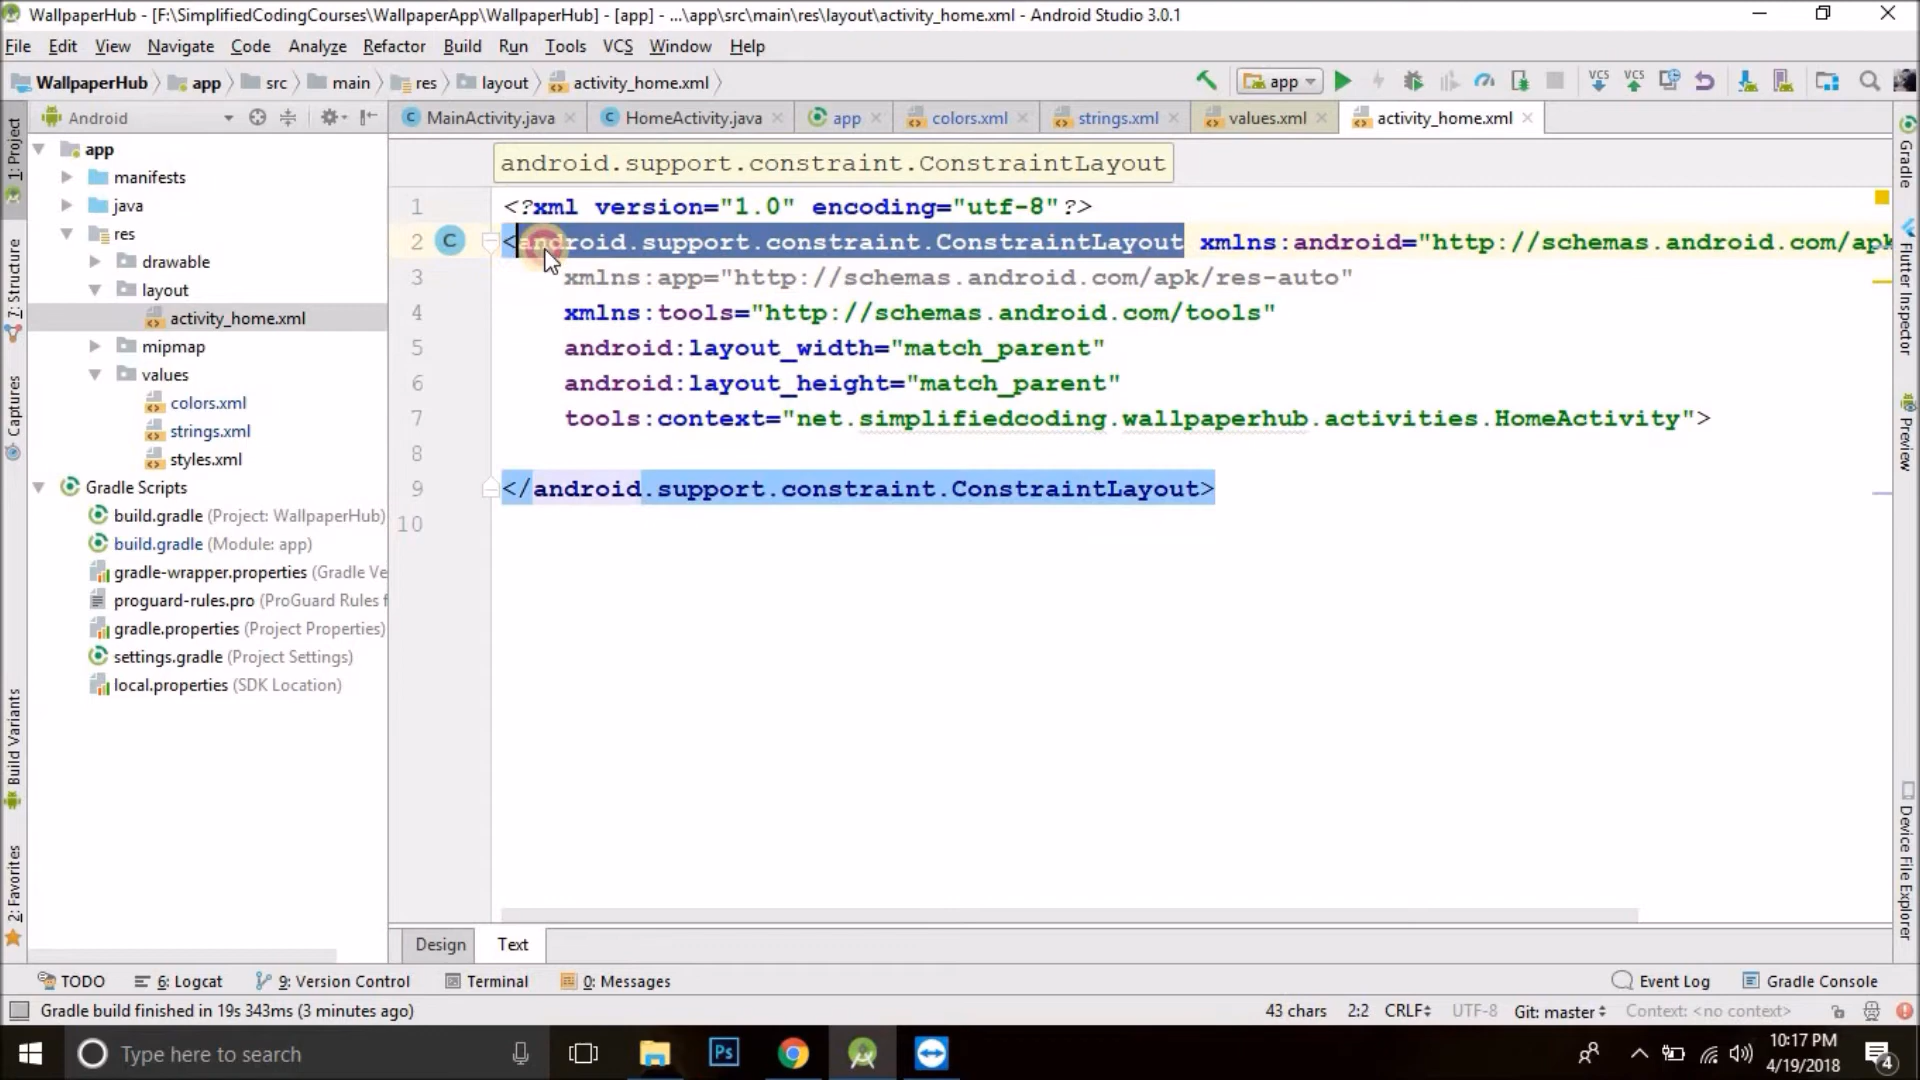 WallpaperHub - [F:\SimplifiedCodingCourses\WallpaperApp\WallpaperHub] - [app] - ...\app\src\main\res\layout\activity_home.xml - Android Studio 3.0.1
File Edit View Navigate Code Analyze Refactor Build Run Tools VCS Window Help
WallpaperHub app src main res layout activity_home.xml app VCS VCS
Android MainActivity.java HomeActivity.java app colors.xml strings.xml values.xml activity_home.xml
1: Project
7: Structure
Captures
Build Variants
2: Favorites
app
manifests
java
res
drawable
layout
activity_home.xml
mipmap
values
colors.xml
strings.xml
styles.xml
Gradle Scripts
build.gradle (Project: WallpaperHub)
build.gradle (Module: app)
gradle-wrapper.properties (Gradle Ve
proguard-rules.pro (ProGuard Rules f
gradle.properties (Project Properties)
settings.gradle (Project Settings)
local.properties (SDK Location)
android.support.constraint.ConstraintLayout
1 <?xml version="1.0" encoding="utf-8"?>
2 C <android.support.constraint.ConstraintLayout xmlns:android="http://schemas.android.com/apk
3 xmlns:app="http://schemas.android.com/apk/res-auto"
4 xmlns:tools="http://schemas.android.com/tools"
5 android:layout_width="match_parent"
6 android:layout_height="match_parent"
7 tools:context="net.simplifiedcoding.wallpaperhub.activities.HomeActivity">
8
9 </android.support.constraint.ConstraintLayout>
10
Gradle
Flutter Inspector
Preview
Device File Explorer
Design Text
TODO 6: Logcat 9: Version Control Terminal 0: Messages Event Log Gradle Console
Gradle build finished in 19s 343ms (3 minutes ago) 43 chars 2:2 CRLF UTF-8 Git: master Context: <no context>
Type here to search Ps 10:17 PM
4/19/2018 4